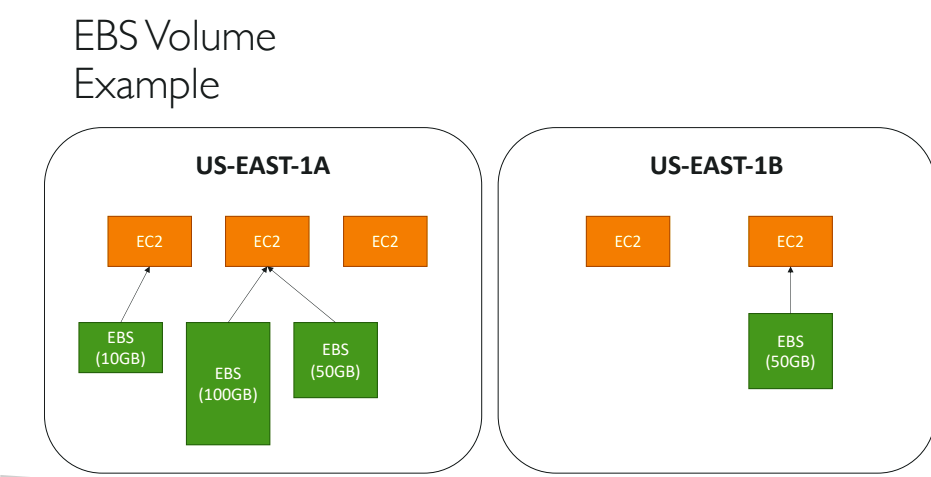 EBS Volume
Example
US-EAST-1A
EC2
EC2
EC2
EBS
(10GB)
EBS
(100GB)
EBS
(50GB)
US-EAST-1B
EC2
EC2
EBS
(50GB)